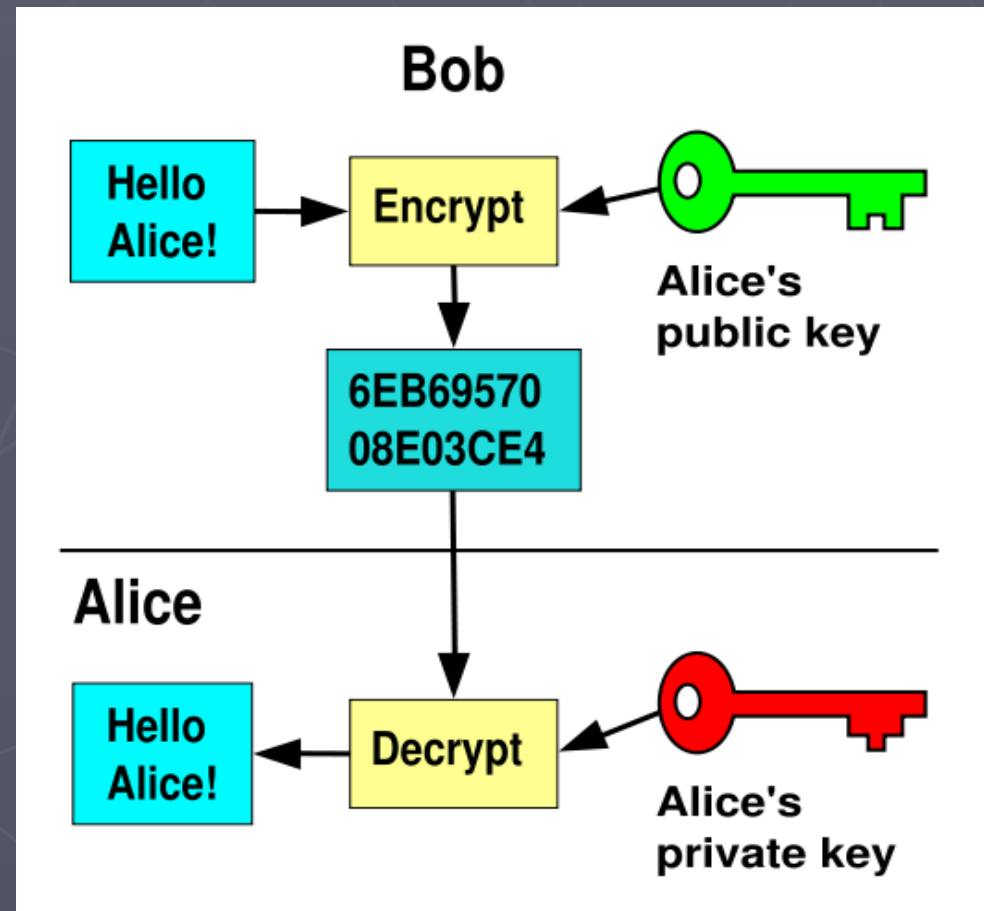 Bob
Hello
Alice!
Encrypt
Alice's
public key
6EB69570
08E03CE4
Alice
Hello
Alice!
Decrypt
Alice's
private key